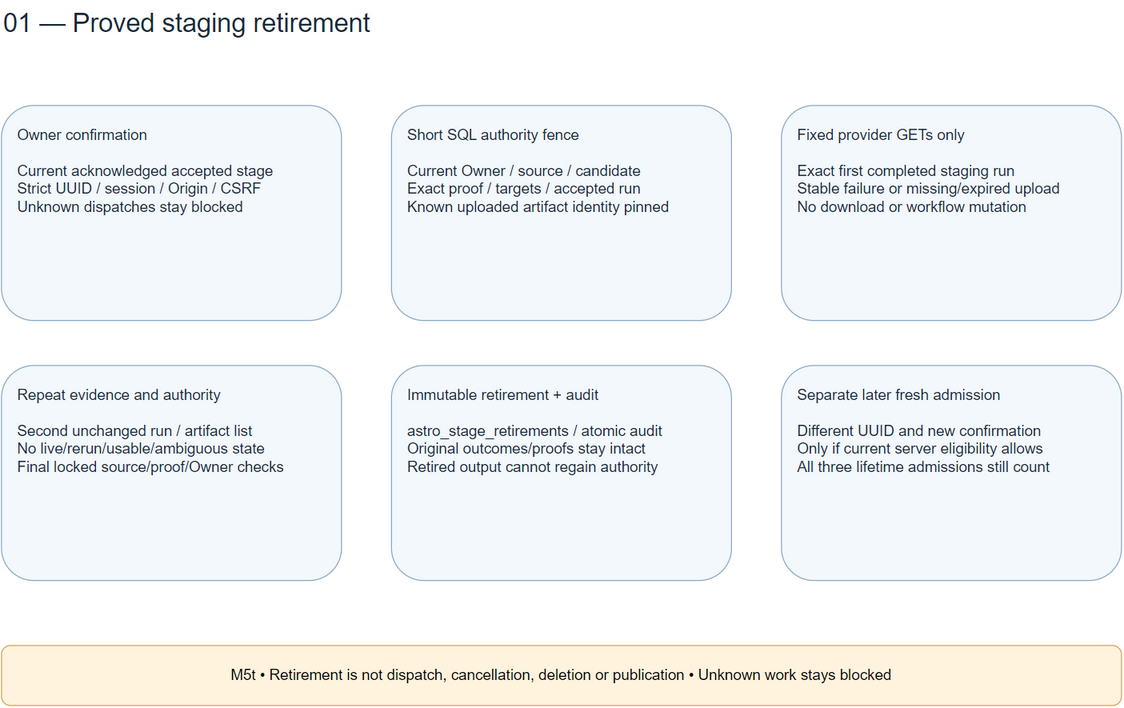 01 — Proved staging retirement
Owner confirmation
Current acknowledged accepted stage
Strict UUID / session / Origin / CSRF
Unknown dispatches stay blocked
Short SQL authority fence
Current Owner / source / candidate
Exact proof / targets / accepted run
Known uploaded artifact identity pinned
Fixed provider GETs only
Exact first completed staging run
Stable failure or missing/expired upload
No download or workflow mutation
Repeat evidence and authority
Second unchanged run / artifact list
No live/rerun/usable/ambiguous state
Final locked source/proof/Owner checks
Immutable retirement + audit
astro_stage_retirements / atomic audit
Original outcomes/proofs stay intact
Retired output cannot regain authority
Separate later fresh admission
Different UUID and new confirmation
Only if current server eligibility allows
All three lifetime admissions still count
M5t • Retirement is not dispatch, cancellation, deletion or publication • Unknown work stays blocked